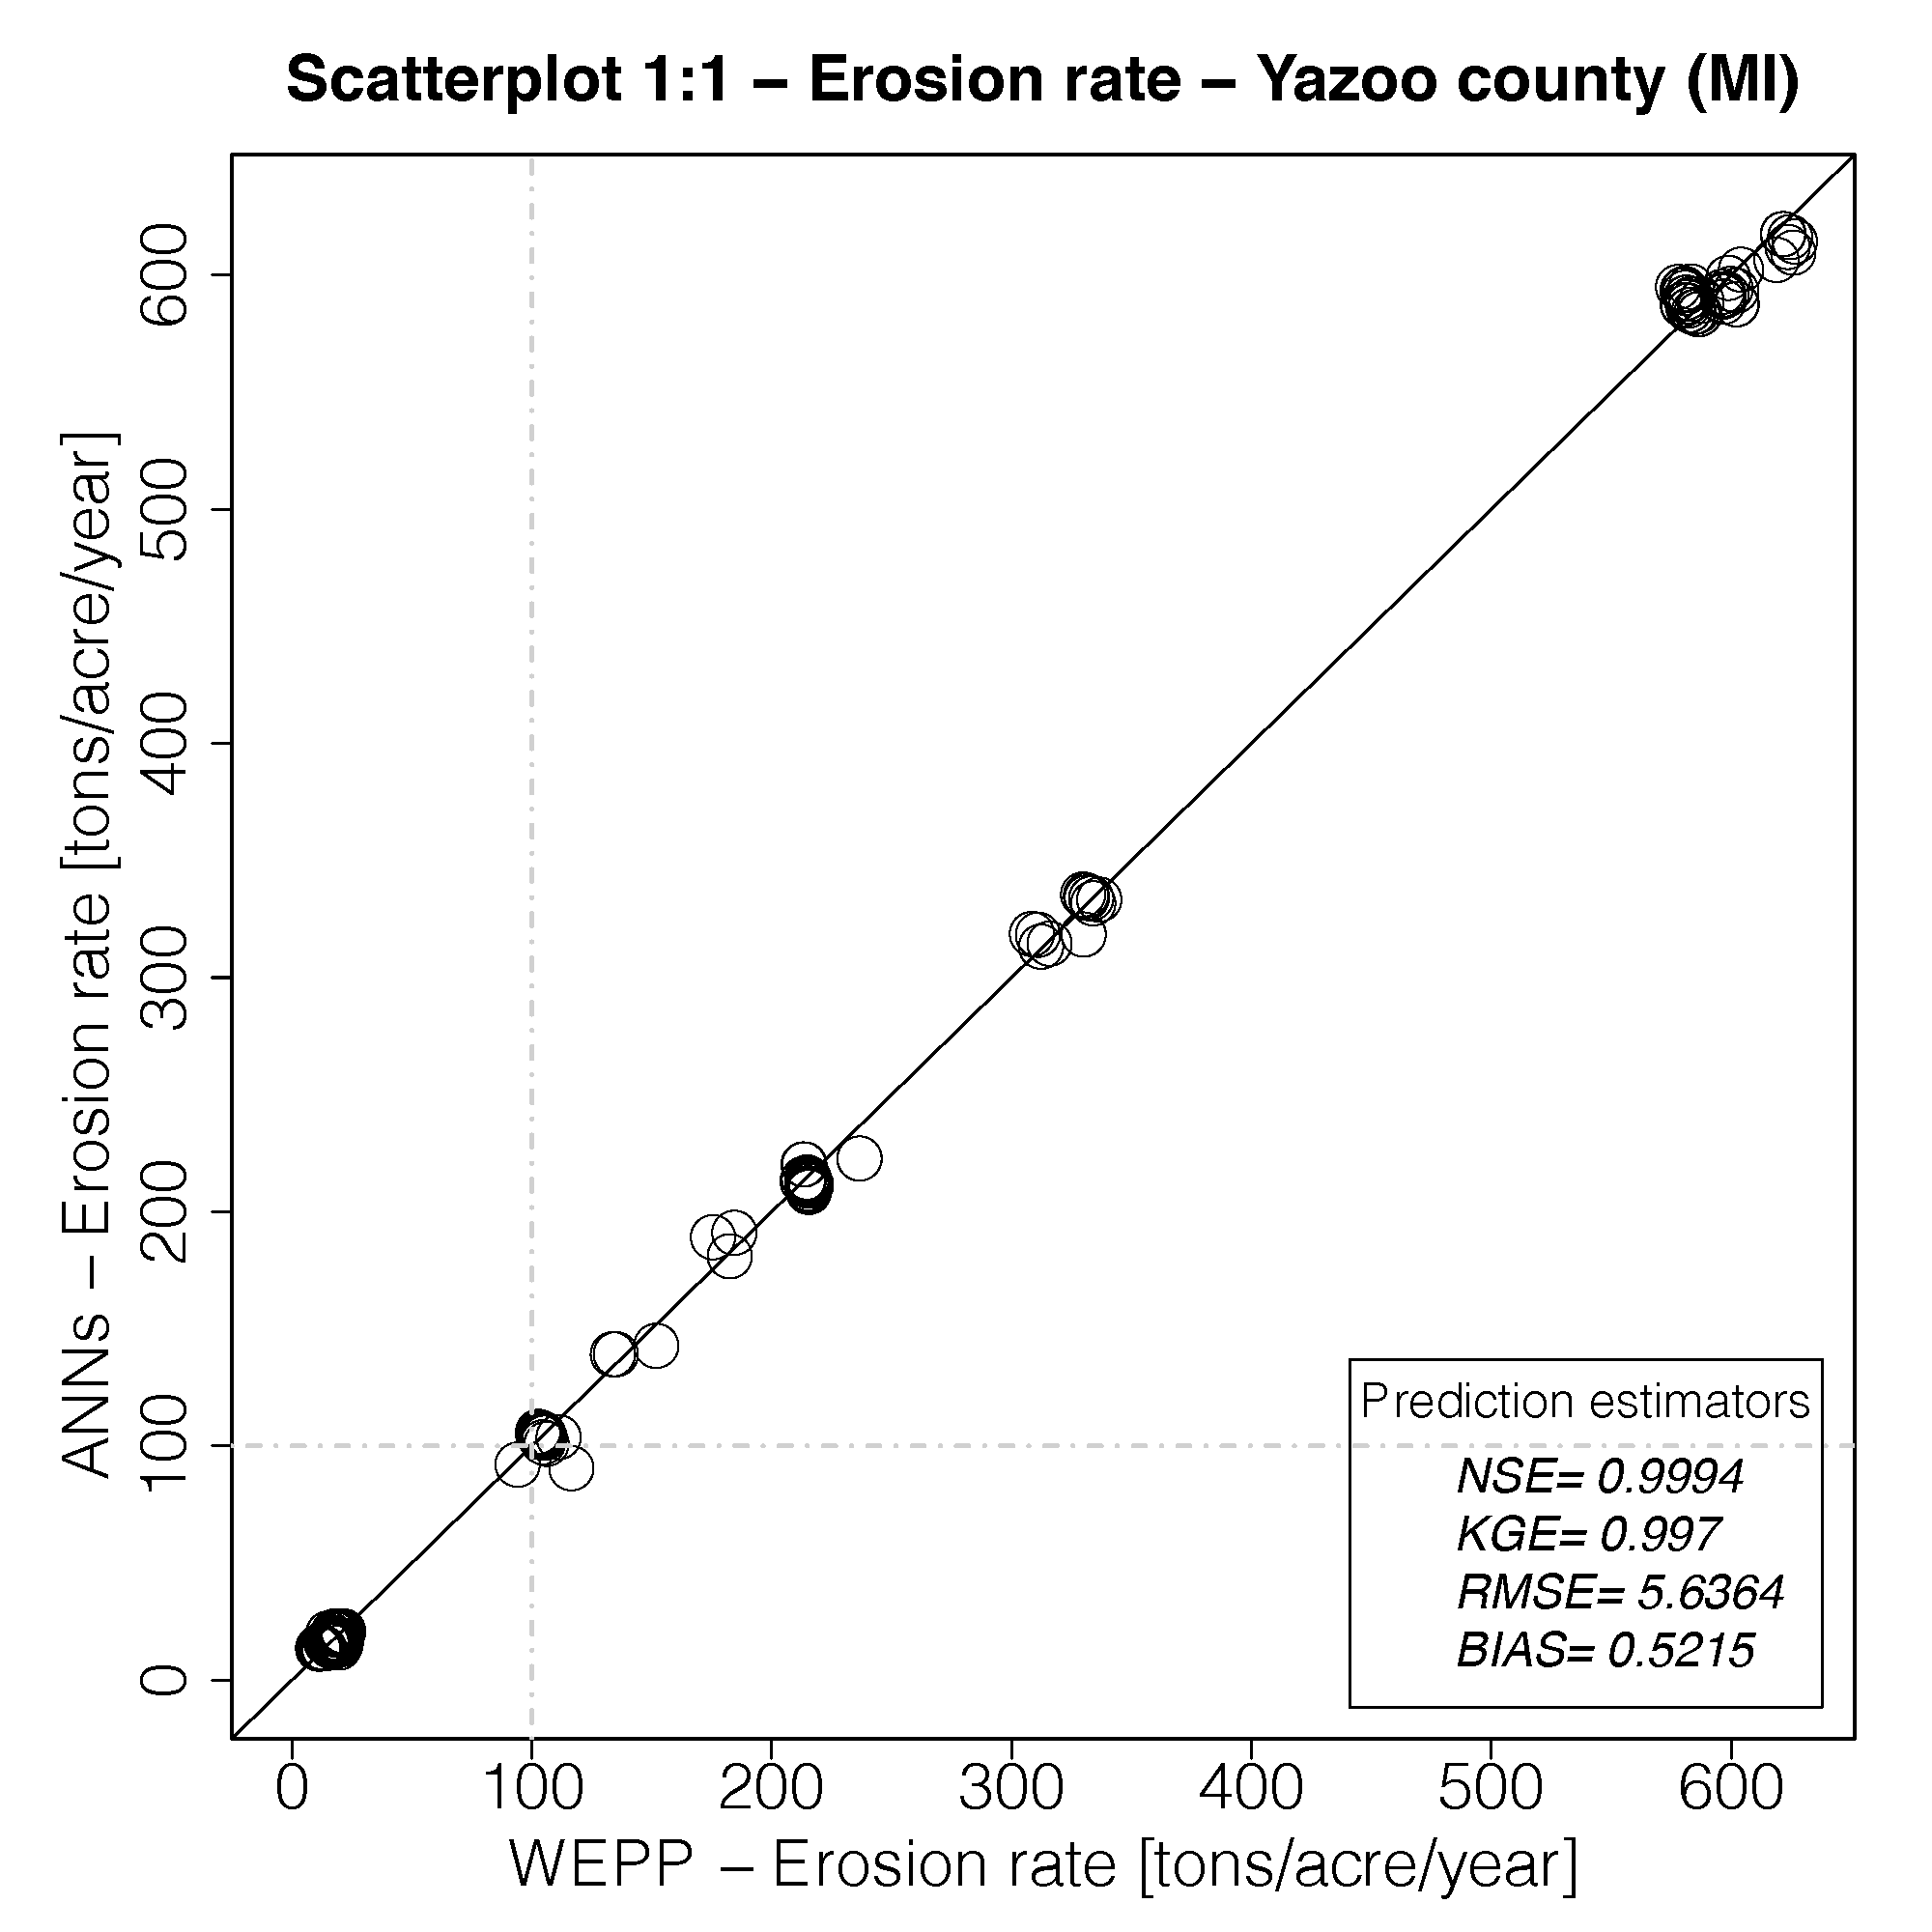 Scatterplot 1:1 – Erosion rate – Yazoo county (MI)
ANNs – Erosion rate [tons/acre/year]
600
500
400
300
200
100
0
Prediction estimators
NSE= 0.9994
KGE= 0.997
RMSE= 5.6364
BIAS= 0.5215
0 100 200 300 400 500 600
WEPP – Erosion rate [tons/acre/year]